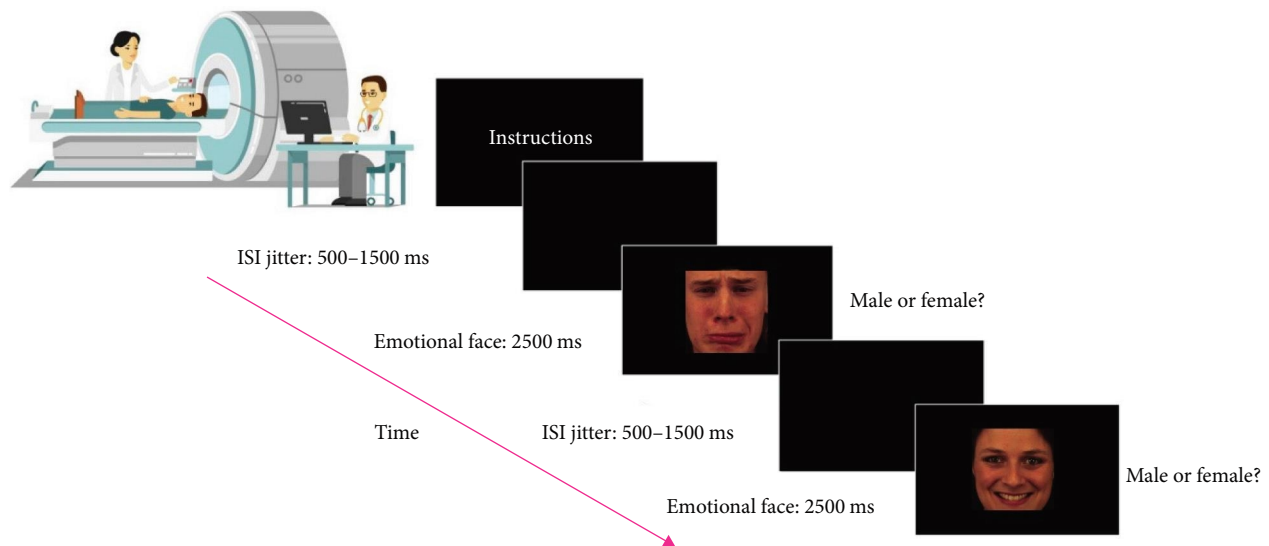 Instructions
ISI jitter: 500–1500 ms
Male or female?
Emotional face: 2500 ms
Time
ISI jitter: 500–1500 ms
Male or female?
Emotional face: 2500 ms